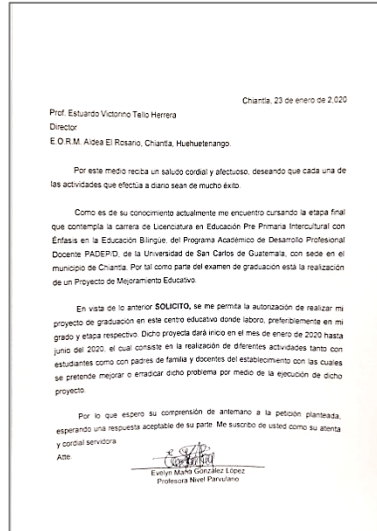 Chiantla, 23 de enero de 2,020
Prof. Estuardo Victorino Tello Herrera
Director
E.O.R.M. Aldea El Rosario, Chiantla, Huehuetenango.
Por este medio reciba un saludo cordial y afectuoso, deseando que cada una de
las actividades que efectúa a diario sean de mucho éxito.
Como es de su conocimiento actualmente me encuentro cursando la etapa final
que contempla la carrera de Licenciatura en Educación Pre Primaria Intercultural con
Énfasis en la Educación Bilingüe, del Programa Académico de Desarrollo Profesional
Docente PADEP/D, de la Universidad de San Carlos de Guatemala, con sede en el
municipio de Chiantla. Por tal como parte del examen de graduación está la realización
de un Proyecto de Mejoramiento Educativo.
En vista de lo anterior SOLICITO, se me permita la autorización de realizar mi
proyecto de graduación en este centro educativo donde laboro, preferiblemente en mi
grado y etapa respectivo. Dicho proyecto dará inicio en el mes de enero de 2020 hasta
junio del 2020, el cual consiste en la realización de diferentes actividades tanto con
estudiantes como con padres de familia y docentes del establecimiento con las cuales
se pretende mejorar o erradicar dicho problema por medio de la ejecución de dicho
proyecto.
Por lo que espero su comprensión de antemano a la petición planteada,
esperando una respuesta aceptable de su parte. Me suscribo de usted como su atenta
y cordial servidora
Atte.
Evelyn María González López
Profesora Nivel Parvulario